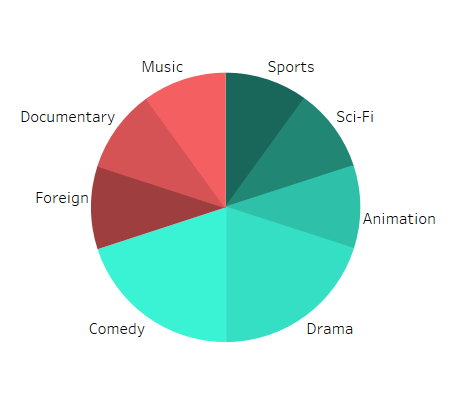 Music
Sports
Documentary
Sci-Fi
Foreign
Animation
Comedy
Drama